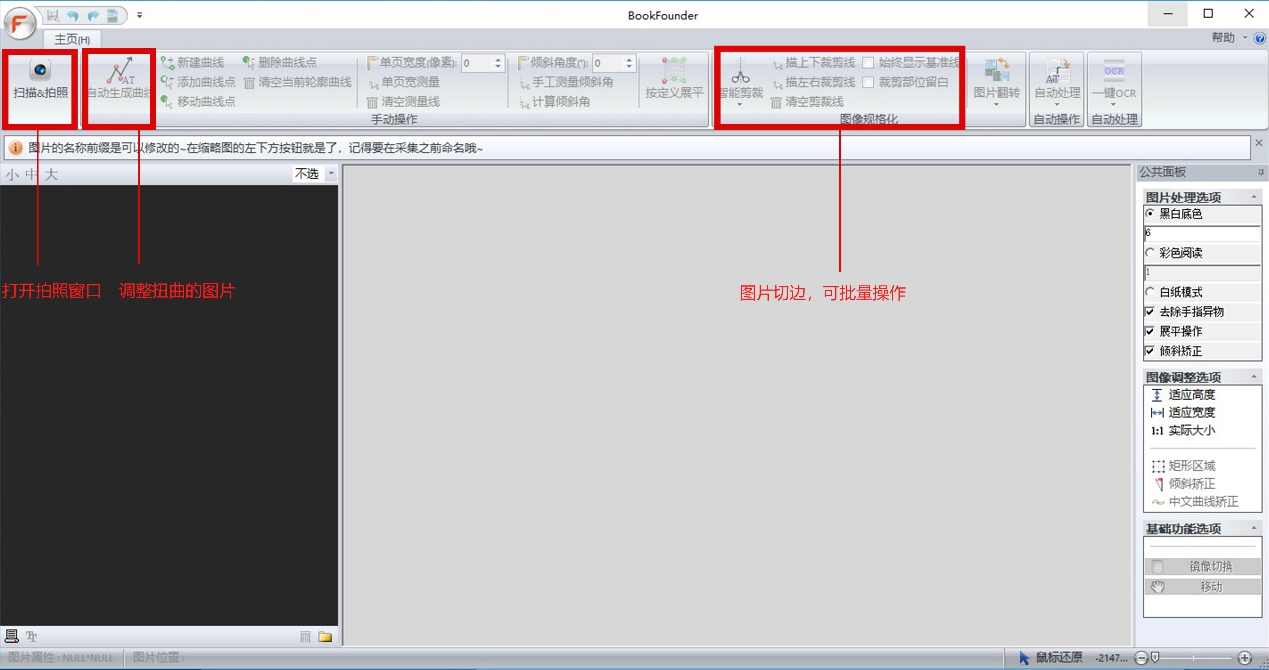 BookFounder
主页(H)
帮助
扫描&拍照
自动生成曲线
新建曲线
删除曲线点
添加曲线点
清空当前轮廓曲线
移动曲线点
单页宽度(像素): 0
单页宽测量
清空测量线
倾斜角度(°): 0
手工测量倾斜角
计算倾斜角
按定义展平
手动操作
智能剪裁
描上下裁剪线
始终显示基准线
描左右裁剪线
裁剪部位留白
清空剪裁线
图像规格化
图片翻转
自动处理
自动操作
OCR
一键OCR
自动处理
图片的名称前缀是可以修改的~在缩略图的左下方按钮就是了，记得要在采集之前命名哦~
小 中 大
不选
打开拍照窗口
调整扭曲的图片
图片切边，可批量操作
公共面板
图片处理选项
黑白底色
6
彩色阅读
1
白纸模式
去除手指异物
展平操作
倾斜矫正
图像调整选项
适应高度
适应宽度
1:1 实际大小
矩形区域
倾斜矫正
中文曲线矫正
基础功能选项
镜像切换
移动
图片属性: NULL*NULL
图片位置:
鼠标还原
-2147...